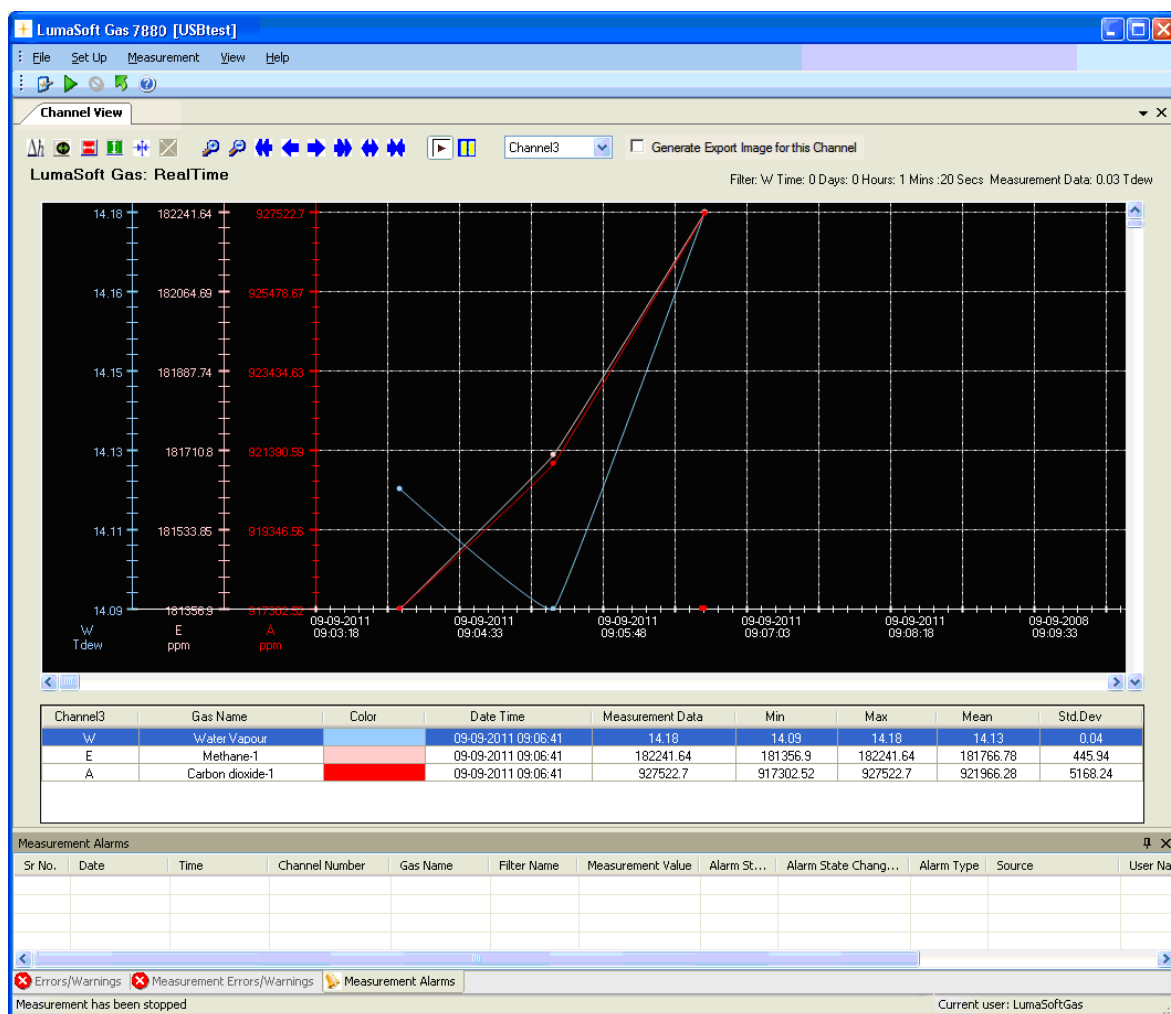 LumaSoft Gas 7880 [USBtest]
File Set Up Measurement View Help
Channel View
Δh Channel3 Generate Export Image for this Channel
LumaSoft Gas: RealTime
Filter: W Time: 0 Days: 0 Hours: 1 Mins :20 Secs Measurement Data: 0.03 Tdew
14.18 182241.64 927522.7
14.16 182064.69 925478.67
14.15 181887.74 923434.63
14.13 181710.8 921390.59
14.11 181533.85 919346.56
14.09 181356.9 917302.52
09-09-2011 09-09-2011 09-09-2011 09-09-2011 09-09-2011 09-09-2008
09:03:18 09:04:33 09:05:48 09:07:03 09:08:18 09:09:33
W E A
Tdew ppm ppm
Channel3 Gas Name Color Date Time Measurement Data Min Max Mean Std.Dev
W Water Vapour 09-09-2011 09:06:41 14.18 14.09 14.18 14.13 0.04
E Methane-1 09-09-2011 09:06:41 182241.64 181356.9 182241.64 181766.78 445.94
A Carbon dioxide-1 09-09-2011 09:06:41 927522.7 917302.52 927522.7 921966.28 5168.24
Measurement Alarms
Sr No. Date Time Channel Number Gas Name Filter Name Measurement Value Alarm St... Alarm State Chang... Alarm Type Source User Na
Errors/Warnings Measurement Errors/Warnings Measurement Alarms
Measurement has been stopped Current user: LumaSoftGas